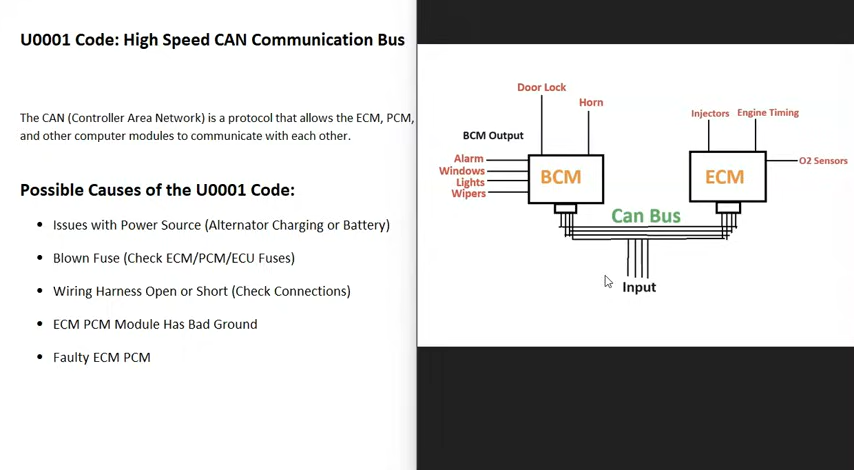 U0001 Code: High Speed CAN Communication Bus
The CAN (Controller Area Network) is a protocol that allows the ECM, PCM,
and other computer modules to communicate with each other.
Possible Causes of the U0001 Code:
• Issues with Power Source (Alternator Charging or Battery)
• Blown Fuse (Check ECM/PCM/ECU Fuses)
• Wiring Harness Open or Short (Check Connections)
• ECM PCM Module Has Bad Ground
• Faulty ECM PCM
Door Lock
Horn
BCM Output
Alarm
Windows
Lights
Wipers
BCM
Injectors
Engine Timing
O2 Sensors
ECM
Can Bus
Input